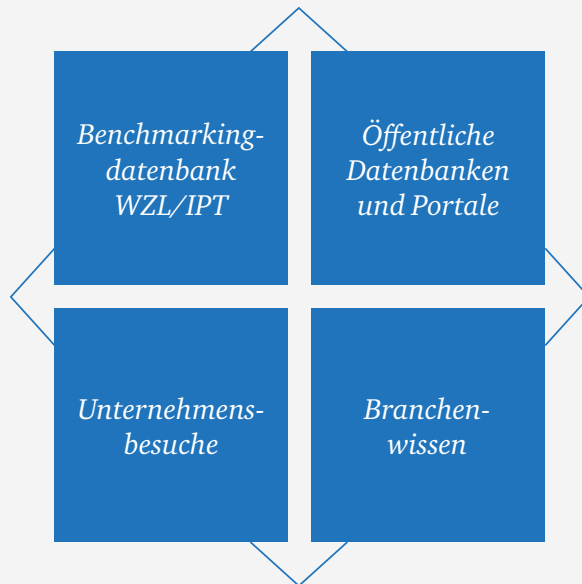 Benchmarking-
datenbank
WZL/IPT
Öffentliche
Datenbanken
und Portale
Unternehmens-
besuche
Branchen-
wissen